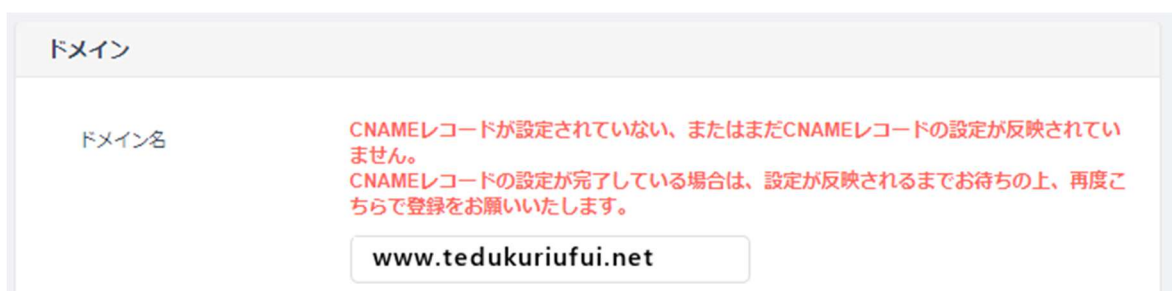 ドメイン
ドメイン名
CNAMEレコードが設定されていない、またはまだCNAMEレコードの設定が反映されてい
ません。
CNAMEレコードの設定が完了している場合は、設定が反映されるまでお待ちの上、再度こ
ちらで登録をお願いいたします。
www.tedukuriufui.net